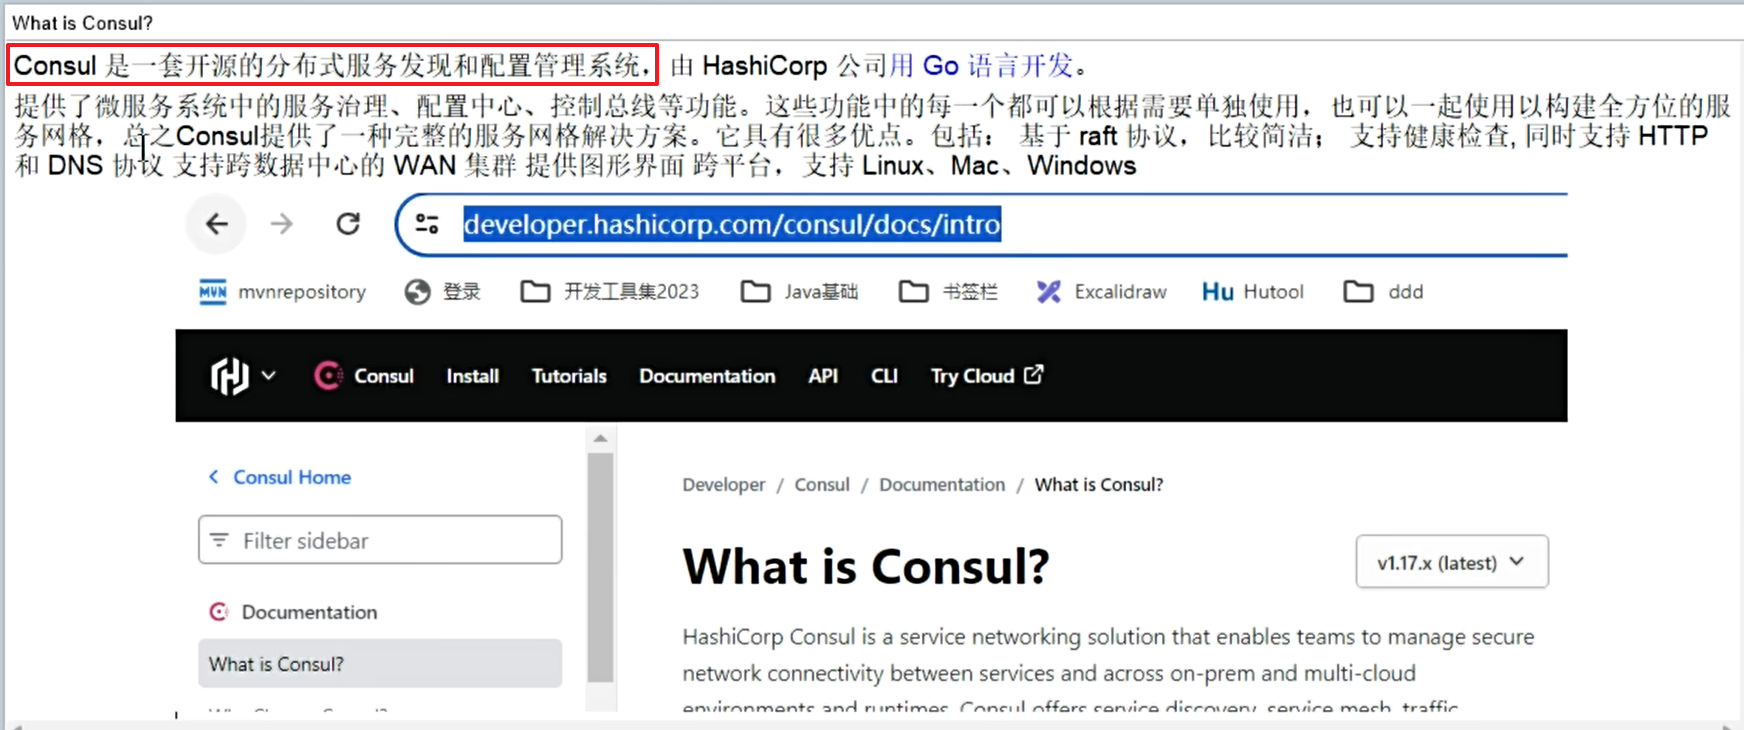 What is Consul?
Consul 是一套开源的分布式服务发现和配置管理系统，由 HashiCorp 公司用 Go 语言开发。
提供了微服务系统中的服务治理、配置中心、控制总线等功能。这些功能中的每一个都可以根据需要单独使用，也可以一起使用以构建全方位的服
务网格，总之Consul提供了一种完整的服务网格解决方案。它具有很多优点。包括： 基于 raft 协议，比较简洁； 支持健康检查, 同时支持 HTTP
和 DNS 协议 支持跨数据中心的 WAN 集群 提供图形界面 跨平台，支持 Linux、Mac、Windows
developer.hashicorp.com/consul/docs/intro
MVN mvnrepository 登录 开发工具集2023 Java基础 书签栏 Excalidraw Hu Hutool ddd
Consul Install Tutorials Documentation API CLI Try Cloud
Consul Home
Developer / Consul / Documentation / What is Consul?
Filter sidebar
What is Consul?
v1.17.x (latest)
Documentation
What is Consul?
HashiCorp Consul is a service networking solution that enables teams to manage secure
network connectivity between services and across on-prem and multi-cloud
environments and runtimes. Consul offers service discovery, service mesh, traffic